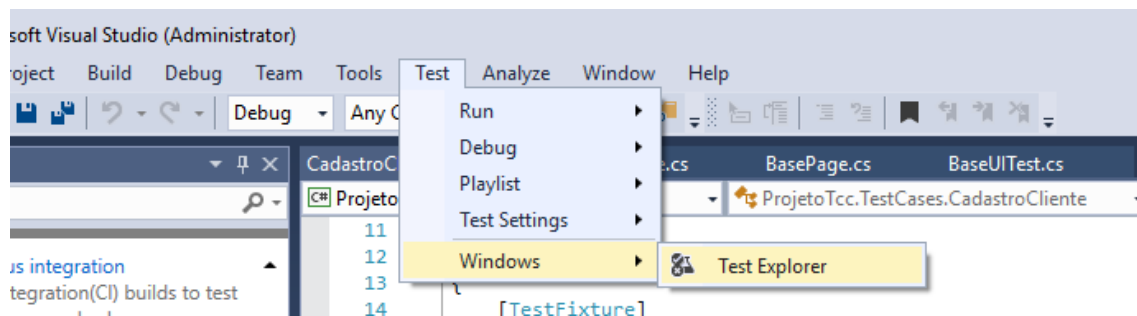 soft Visual Studio (Administrator)
roject Build Debug Team Tools Test Analyze Window Help
Debug Any C
Run
Debug
Playlist
Test Settings
Windows
Test Explorer
CadastroC e.cs BasePage.cs BaseUITest.cs
C# Projeto ProjetoTcc.TestCases.CadastroCliente
us integration
tegration(CI) builds to test
11
12
13 {
14 [TestFixture]